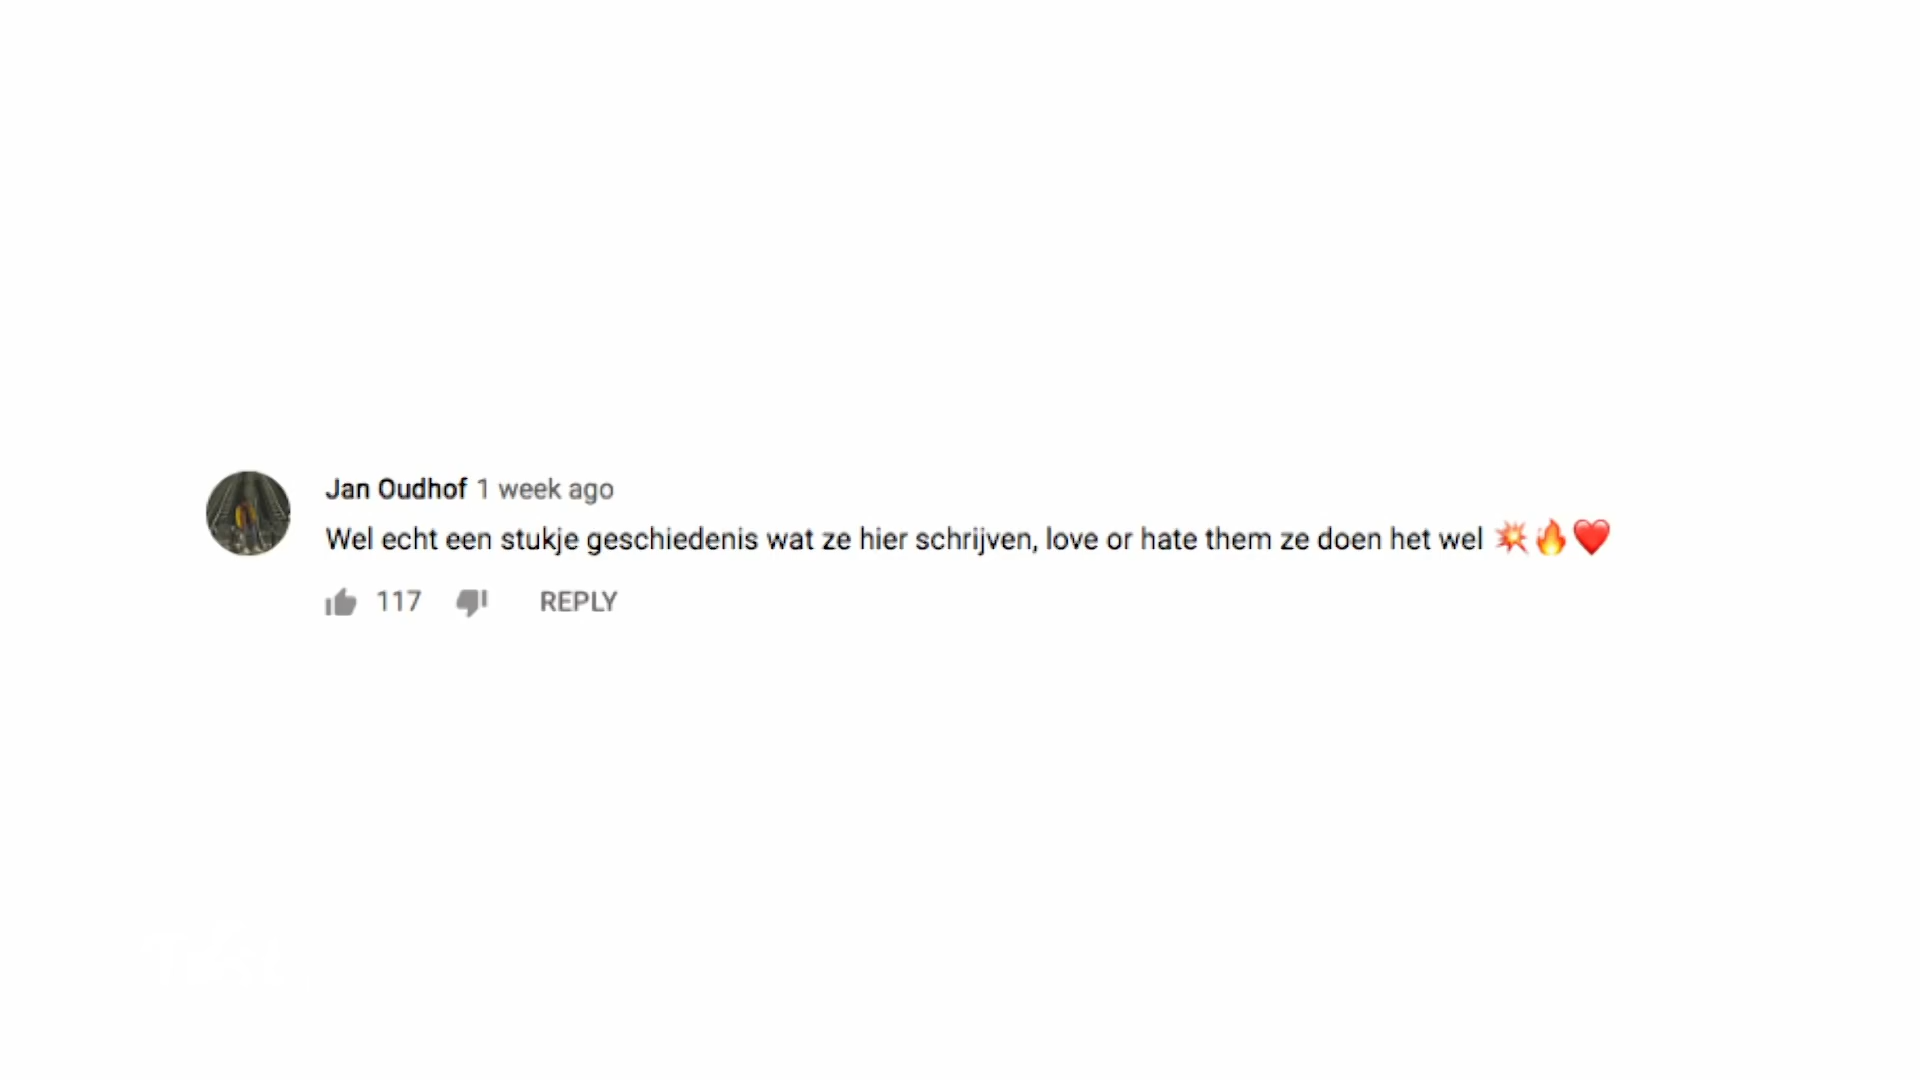 Jan Oudhof 1 week ago
Wel echt een stukje geschiedenis wat ze hier schrijven, love or hate them ze doen het wel 💥🔥❤️
117 REPLY